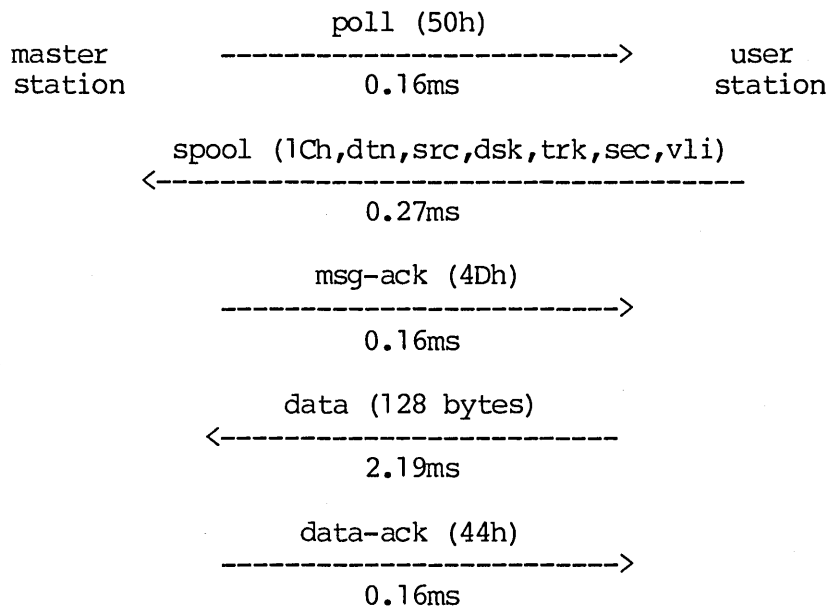 poll (50h)
master ------------------------> user
station 0.16ms station
spool (1Ch,dtn,src,dsk,trk,sec,vli)
<------------------------------------
0.27ms
msg-ack (4Dh)
------------------------>
0.16ms
data (128 bytes)
<------------------------
2.19ms
data-ack (44h)
------------------------>
0.16ms